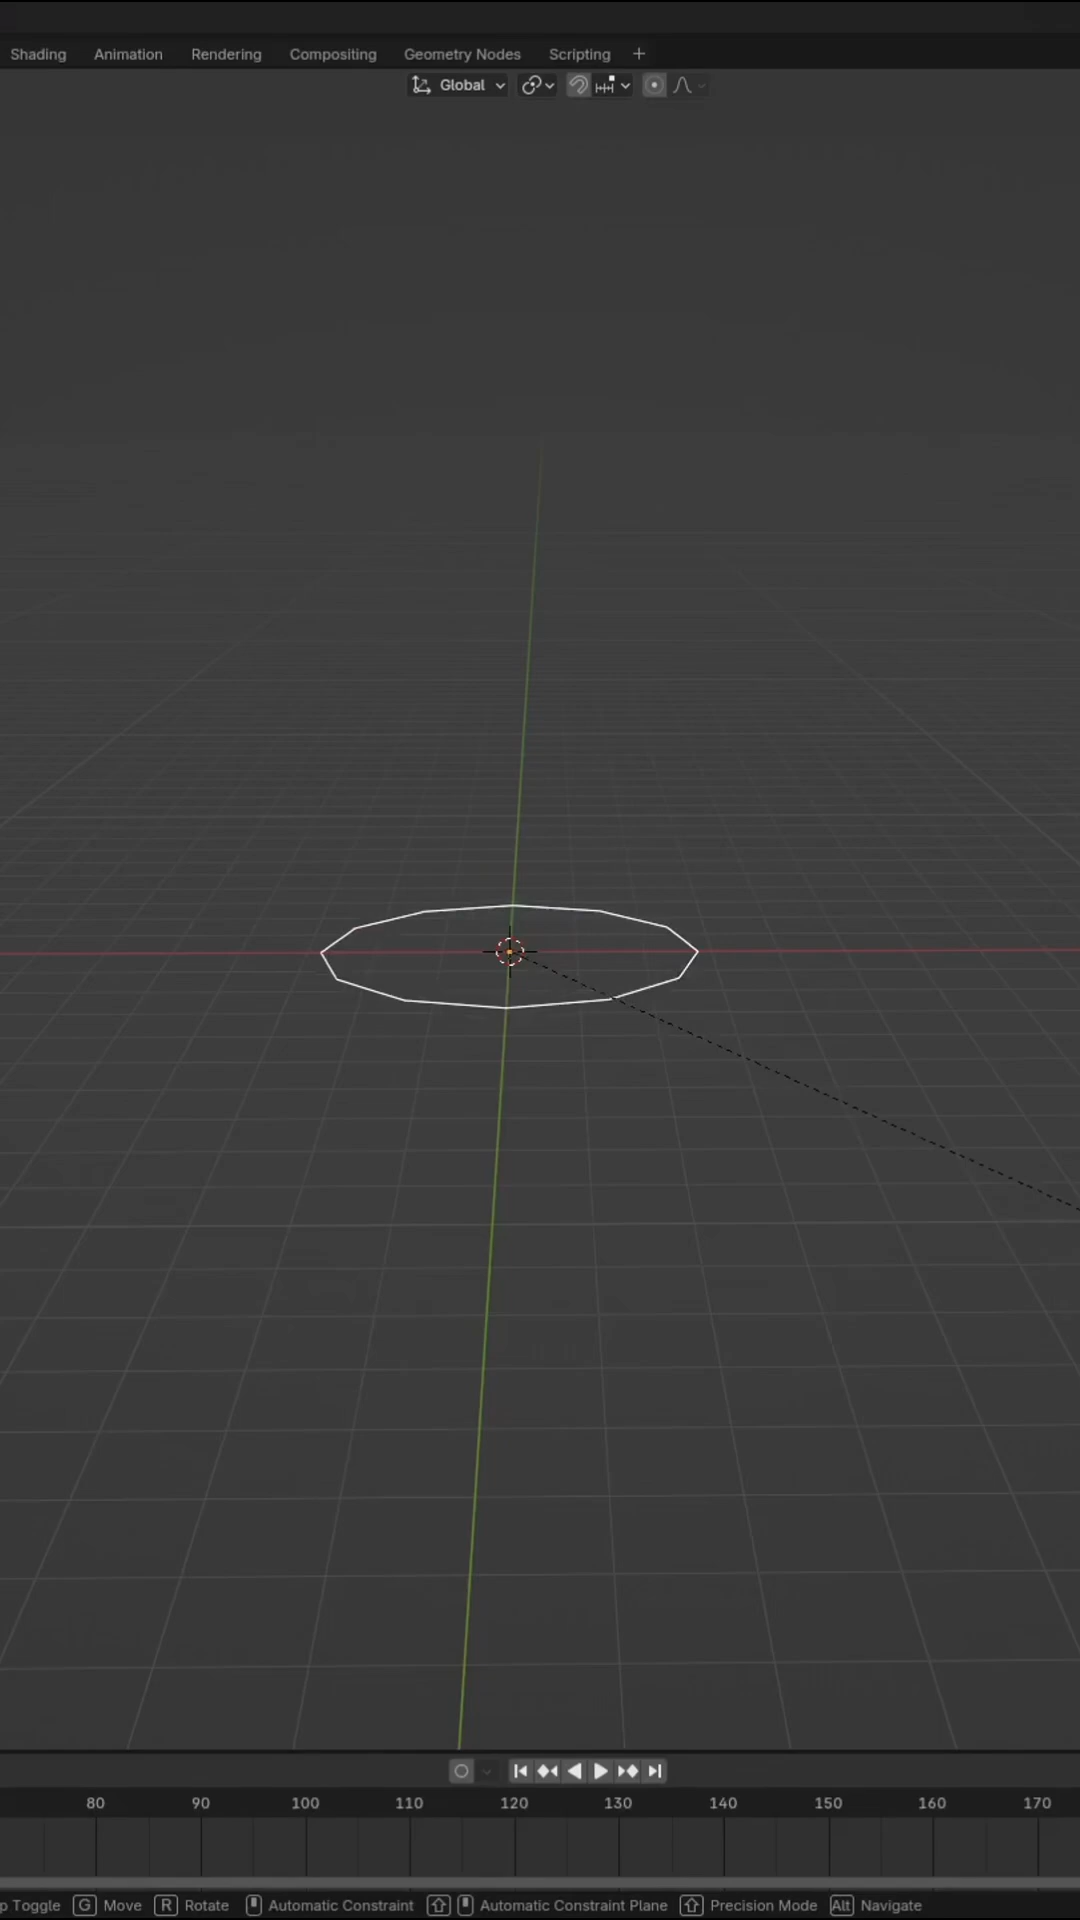 Shading Animation Rendering Compositing Geometry Nodes Scripting +
Global
80 90 100 110 120 130 140 150 160 170
p Toggle G Move R Rotate Automatic Constraint Automatic Constraint Plane Precision Mode Alt Navigate